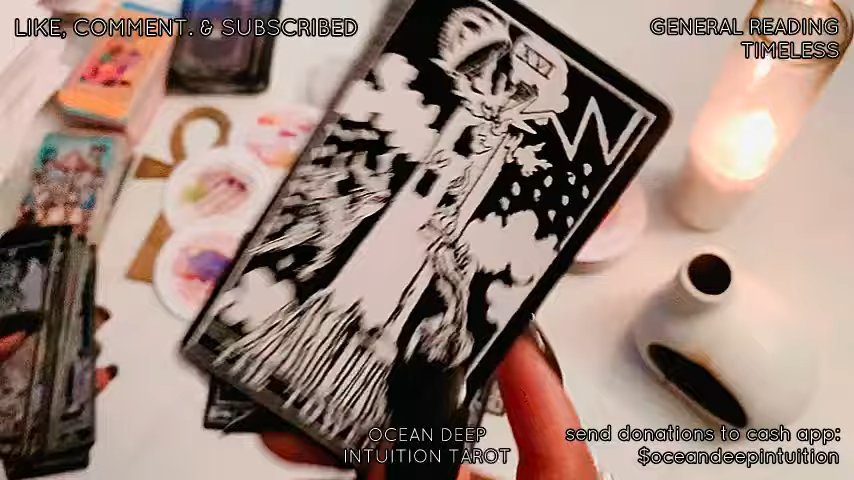 LIKE, COMMENT. & SUBSCRIBED
GENERAL READING
TIMELESS
XVI
OCEAN DEEP
INTUITION TAROT
send donations to cash app:
$oceandeepintuition